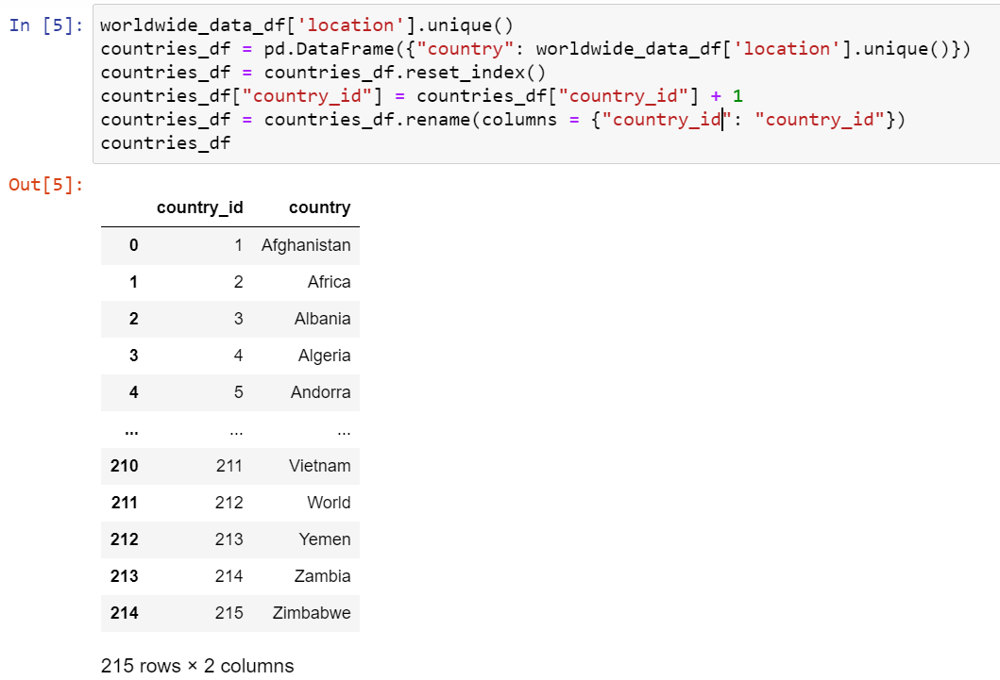 In [5]: worldwide_data_df['location'].unique()
countries_df = pd.DataFrame({"country": worldwide_data_df['location'].unique()})
countries_df = countries_df.reset_index()
countries_df["country_id"] = countries_df["country_id"] + 1
countries_df = countries_df.rename(columns = {"country_id": "country_id"})
countries_df
Out[5]:
country_id country
0 1 Afghanistan
1 2 Africa
2 3 Albania
3 4 Algeria
4 5 Andorra
... ... ...
210 211 Vietnam
211 212 World
212 213 Yemen
213 214 Zambia
214 215 Zimbabwe
215 rows × 2 columns